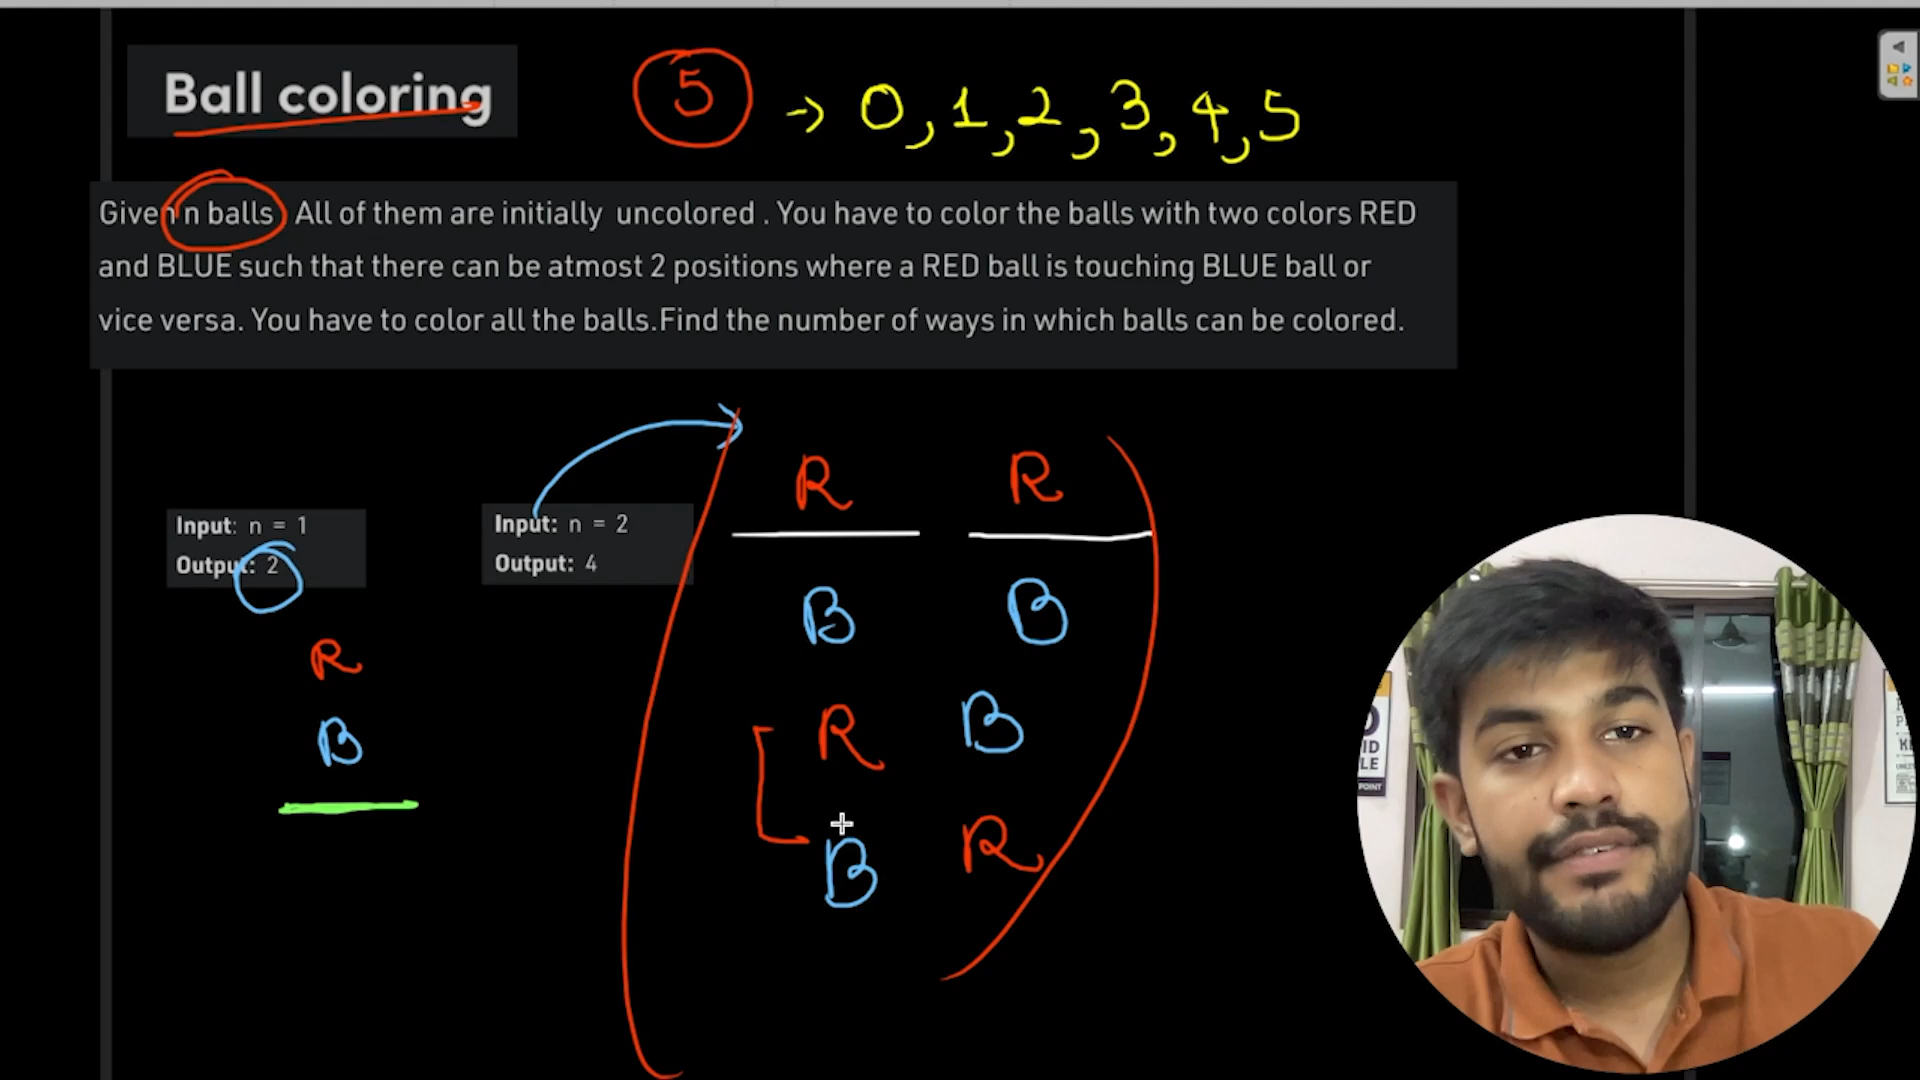 Ball coloring
5 → 0, 1, 2, 3, 4, 5
Given n balls All of them are initially uncolored . You have to color the balls with two colors RED
and BLUE such that there can be atmost 2 positions where a RED ball is touching BLUE ball or
vice versa. You have to color all the balls.Find the number of ways in which balls can be colored.
Input: n = 1
Output: 2
R
B
Input: n = 2
Output: 4
R R
B B
R B
B R
ID
LE
POINT